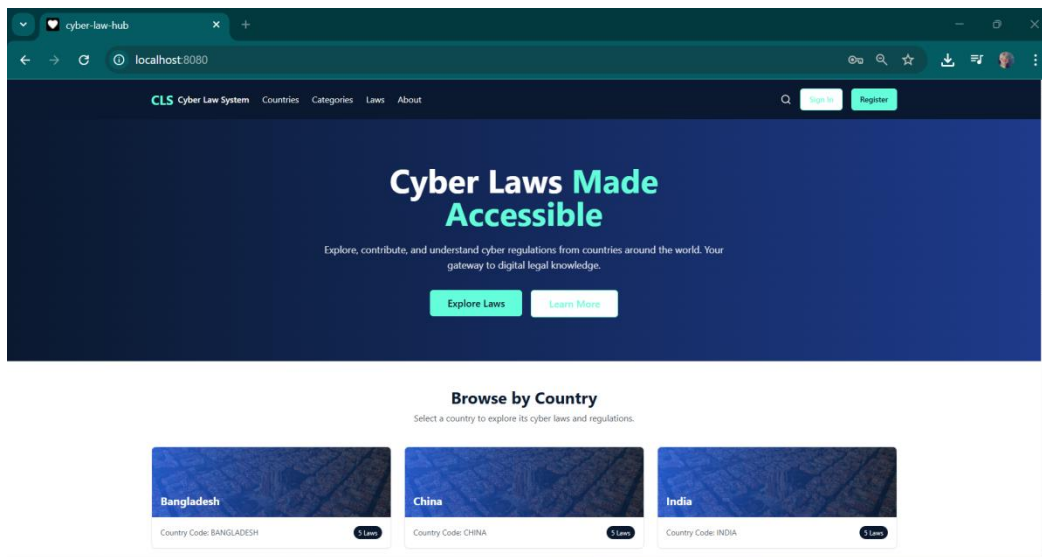 cyber-law-hub
localhost:8080
CLS Cyber Law System Countries Categories Laws About Sign In Register
Cyber Laws Made
Accessible
Explore, contribute, and understand cyber regulations from countries around the world. Your
gateway to digital legal knowledge.
Explore Laws Learn More
Browse by Country
Select a country to explore its cyber laws and regulations.
Bangladesh China India
Country Code: BANGLADESH 5 Laws Country Code: CHINA 5 Laws Country Code: INDIA 5 Laws